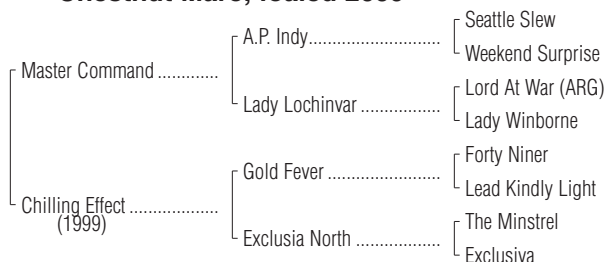 Chestnut Mare, foaled
Seattle Slew
A.P. Indy..............................
Weekend Surprise
Master Command .............
Lord At War (ARG)
Lady Lochinvar ..................
Lady Winborne
Forty Niner
Gold Fever .........................
Lead Kindly Light
Chilling Effect ....................
(1999)
The Minstrel
Exclusia North ...................
Exclusiva